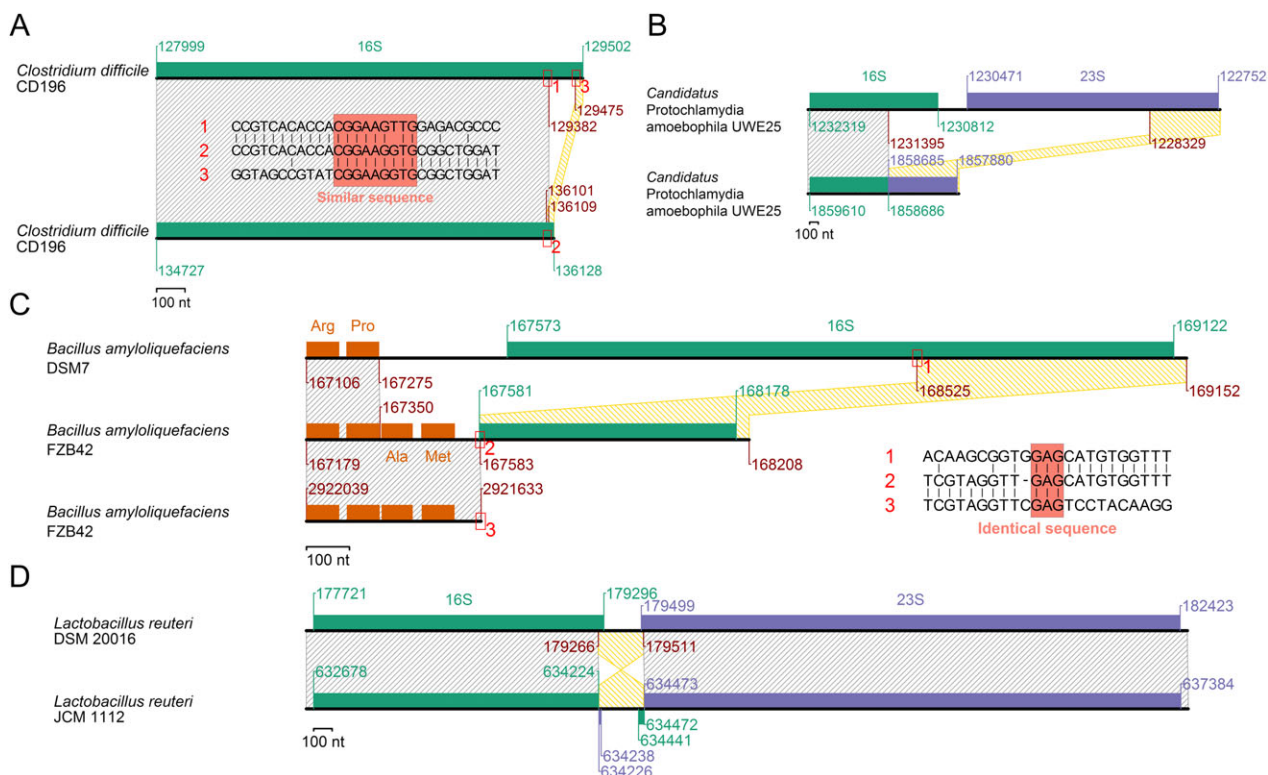 A
127999 16S 129502
Clostridium difficile
CD196
1 3
129475
129382
1 CCGTCACACCACGGAAGTTGGAGACGCCC
2 CCGTCACACCACGGAAGGTGCGGCTGGAT
3 GGTAGCCGTATCGGAAGGTGCGGCTGGAT
Similar sequence
136101
136109
Clostridium difficile
CD196
2
134727 136128
100 nt
B
16S 1230471 23S 122752
Candidatus
Protochlamydia
amoebophila UWE25
1232319 1230812
1231395 1228329
1858685 1857880
Candidatus
Protochlamydia
amoebophila UWE25
1859610 1858686
100 nt
C
Arg Pro 167573 16S 169122
Bacillus amyloliquefaciens
DSM7
1
167106 167275 168525 169152
167350 167581 168178
Bacillus amyloliquefaciens
FZB42
Ala Met 2
167179 167583 168208
2922039 2921633
Bacillus amyloliquefaciens
FZB42
3
1 ACAAGCGGTGGAGCATGTGGTTT
2 TCGTAGGTT-GAGCATGTGGTTT
3 TCGTAGGTTCGAGTCCTACAAGG
Identical sequence
100 nt
D
177721 16S 179296 179499 23S 182423
Lactobacillus reuteri
DSM 20016
179266 179511
632678 634224 634473 637384
Lactobacillus reuteri
JCM 1112
634472
634441
634238
634226
100 nt